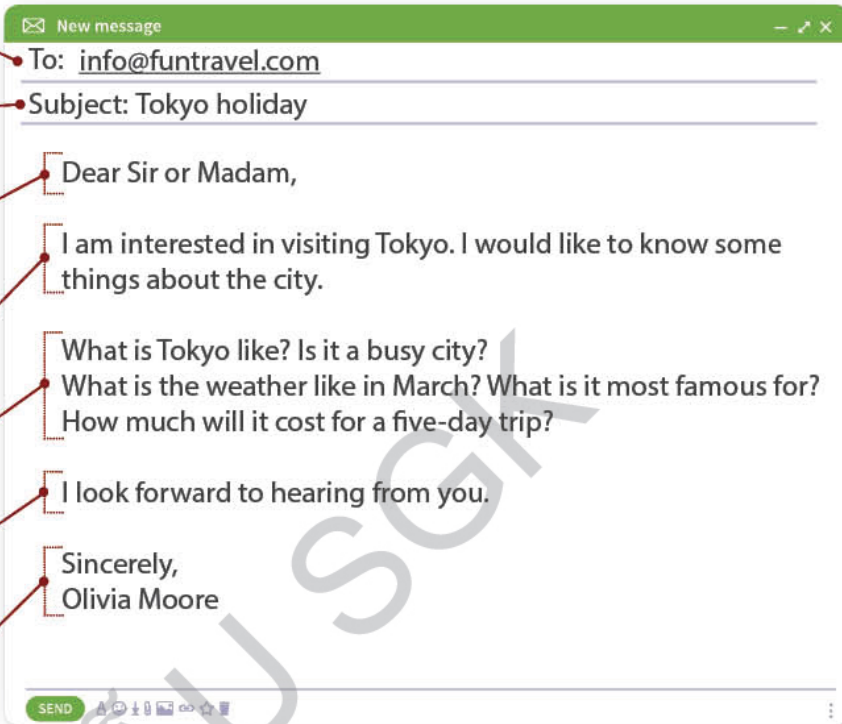 New message
To: info@funtravel.com
Subject: Tokyo holiday
Dear Sir or Madam,
I am interested in visiting Tokyo. I would like to know some
things about the city.
What is Tokyo like? Is it a busy city?
What is the weather like in March? What is it most famous for?
How much will it cost for a five-day trip?
I look forward to hearing from you.
Sincerely,
Olivia Moore
SEND
U SGK